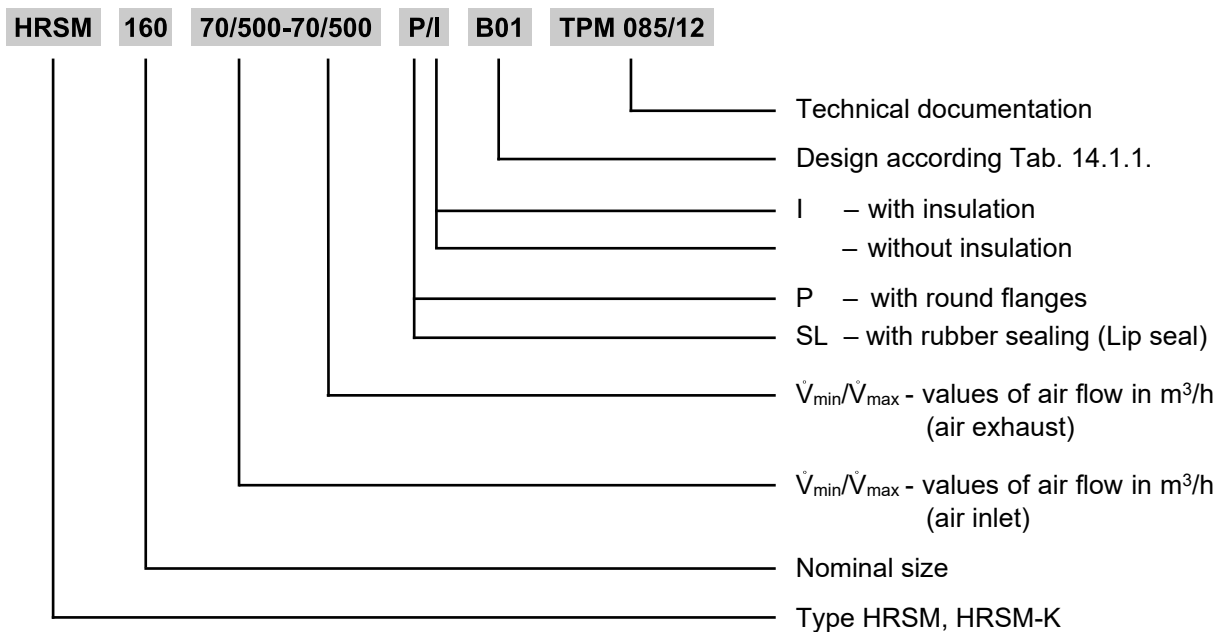 HRSM 160 70/500-70/500 P/I B01 TPM 085/12
Technical documentation
Design according Tab. 14.1.1.
I – with insulation
– without insulation
P – with round flanges
SL – with rubber sealing (Lip seal)
V̊min/V̊max - values of air flow in m³/h
(air exhaust)
V̊min/V̊max - values of air flow in m³/h
(air inlet)
Nominal size
Type HRSM, HRSM-K